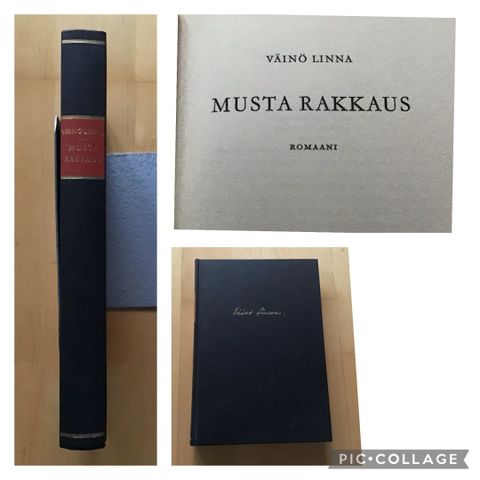 VÄINÖ LINNA
MUSTA
RAKKAUS
VÄINÖ LINNA
MUSTA RAKKAUS
ROMAANI
Väinö Linna.
PIC•COLLAGE